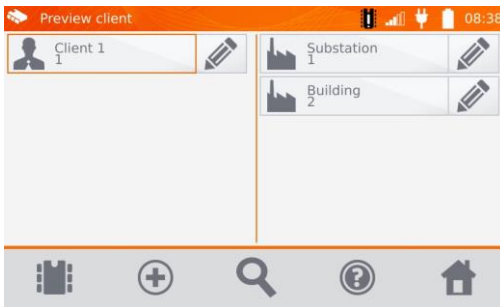 Preview client
08:38
Client 1
1
Substation
1
Building
2